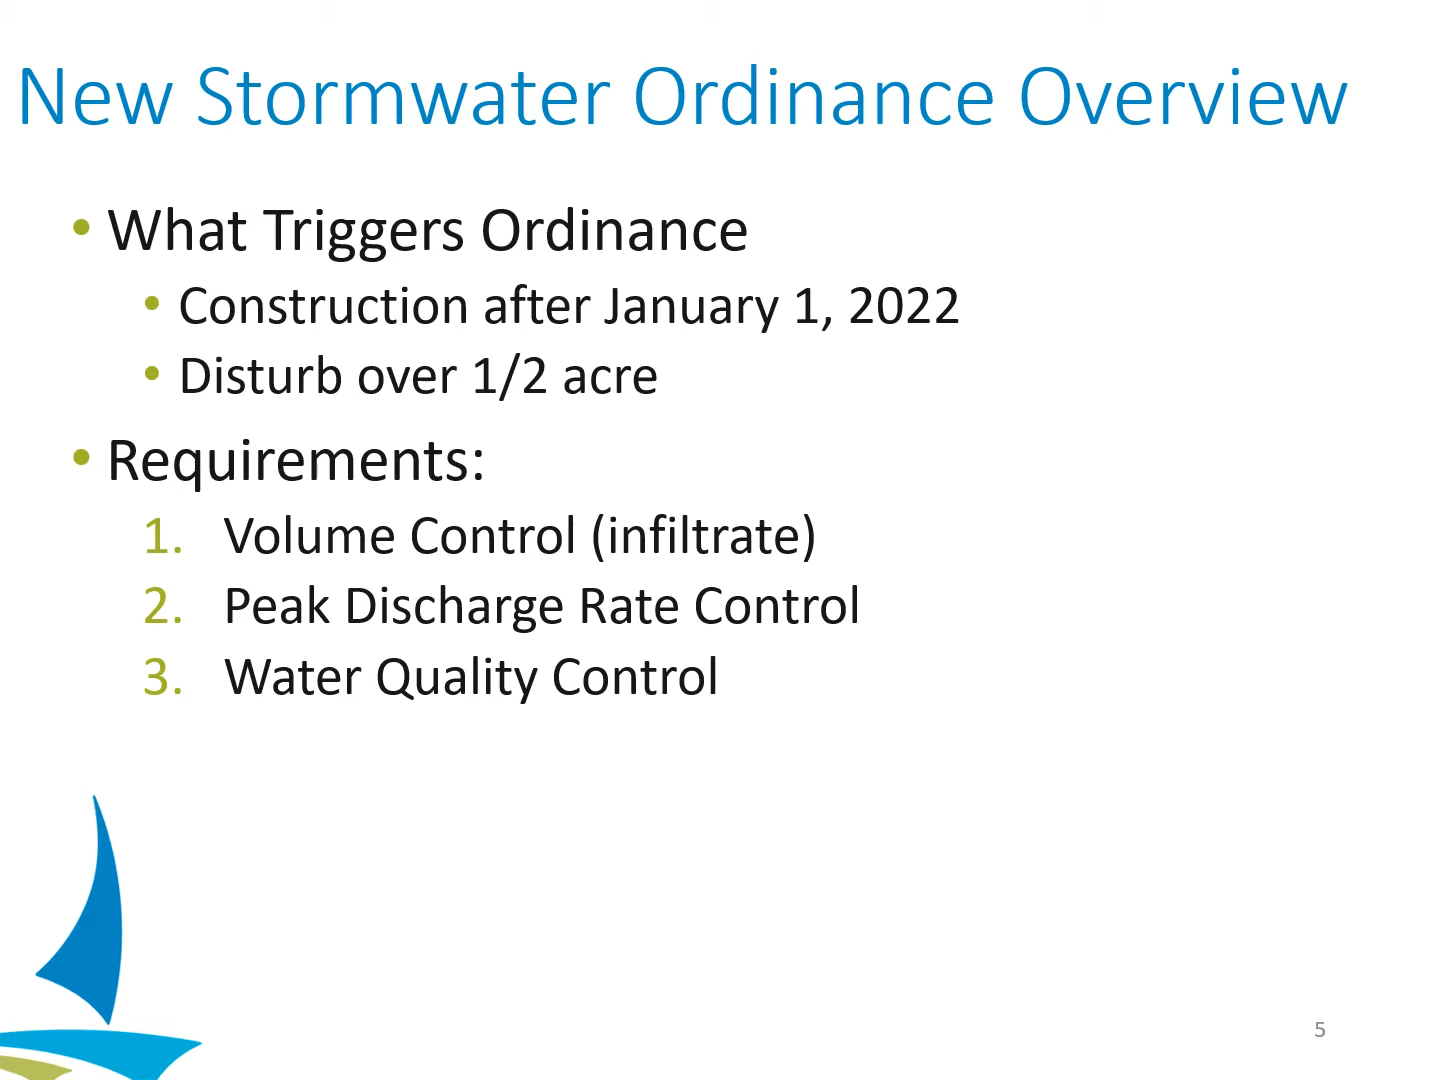 New Stormwater Ordinance Overview
• What Triggers Ordinance
• Construction after January 1, 2022
• Disturb over 1/2 acre
• Requirements:
1. Volume Control (infiltrate)
2. Peak Discharge Rate Control
3. Water Quality Control
5